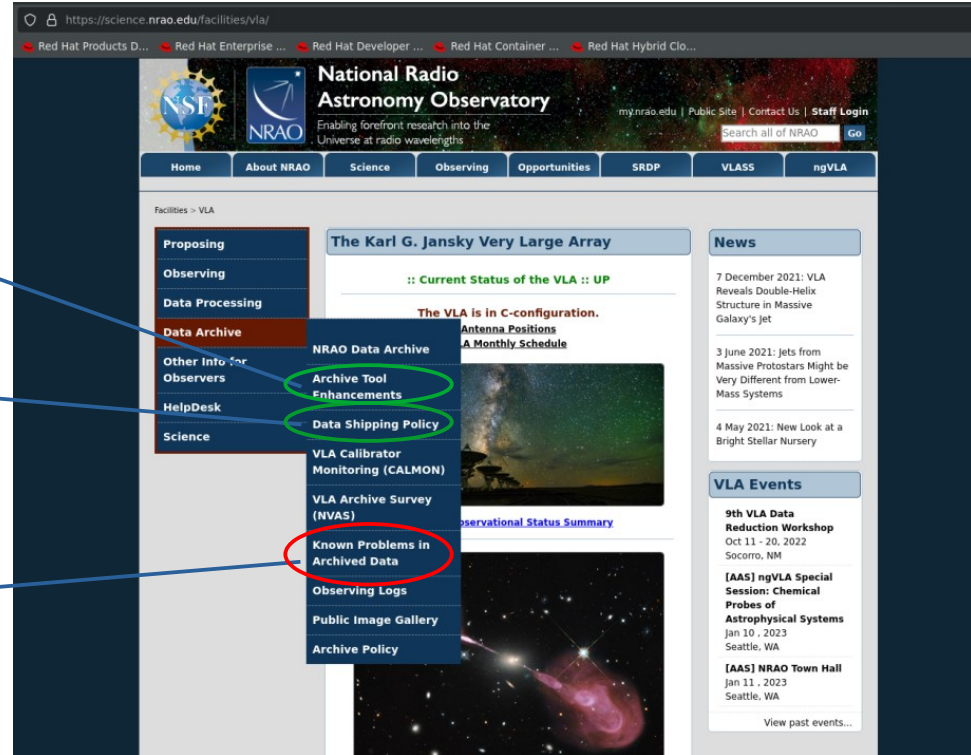 https://science.nrao.edu/facilities/vla/
Red Hat Products D... Red Hat Enterprise ... Red Hat Developer ... Red Hat Container ... Red Hat Hybrid Clo...
NSF
NRAO
National Radio
Astronomy Observatory
Enabling forefront research into the
Universe at radio wavelengths
my.nrao.edu | Public Site | Contact Us | Staff Login
Search all of NRAO Go
Home About NRAO Science Observing Opportunities SRDP VLASS ngVLA
Facilities > VLA
Proposing
Observing
Data Processing
Data Archive
Other Info for
Observers
HelpDesk
Science
NRAO Data Archive
Archive Tool
Enhancements
Data Shipping Policy
VLA Calibrator
Monitoring (CALMON)
VLA Archive Survey
(NVAS)
Known Problems in
Archived Data
Observing Logs
Public Image Gallery
Archive Policy
The Karl G. Jansky Very Large Array
:: Current Status of the VLA :: UP
The VLA is in C-configuration.
Antenna Positions
A Monthly Schedule
bservational Status Summary
News
7 December 2021: VLA
Reveals Double-Helix
Structure in Massive
Galaxy's Jet
3 June 2021: Jets from
Massive Protostars Might be
Very Different from Lower-
Mass Systems
4 May 2021: New Look at a
Bright Stellar Nursery
VLA Events
9th VLA Data
Reduction Workshop
Oct 11 - 20, 2022
Socorro, NM
[AAS] ngVLA Special
Session: Chemical
Probes of
Astrophysical Systems
Jan 10 , 2023
Seattle, WA
[AAS] NRAO Town Hall
Jan 11 , 2023
Seattle, WA
View past events...